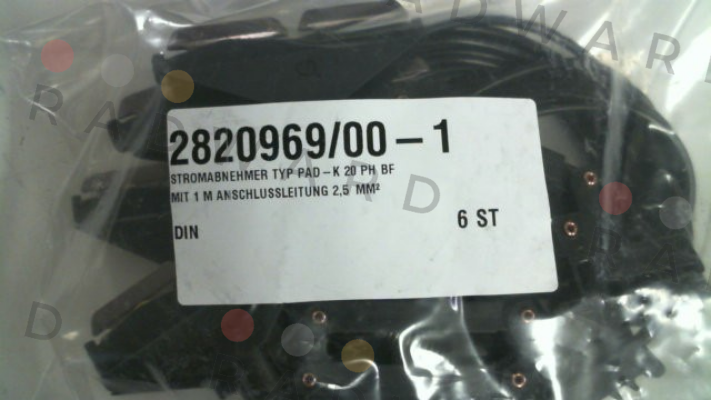 2820969/00-1
STROMABNEHMER TYP PAD-K 20 PH BF
MIT 1 M ANSCHLUSSLEITUNG 2,5 MM²
DIN
6 ST